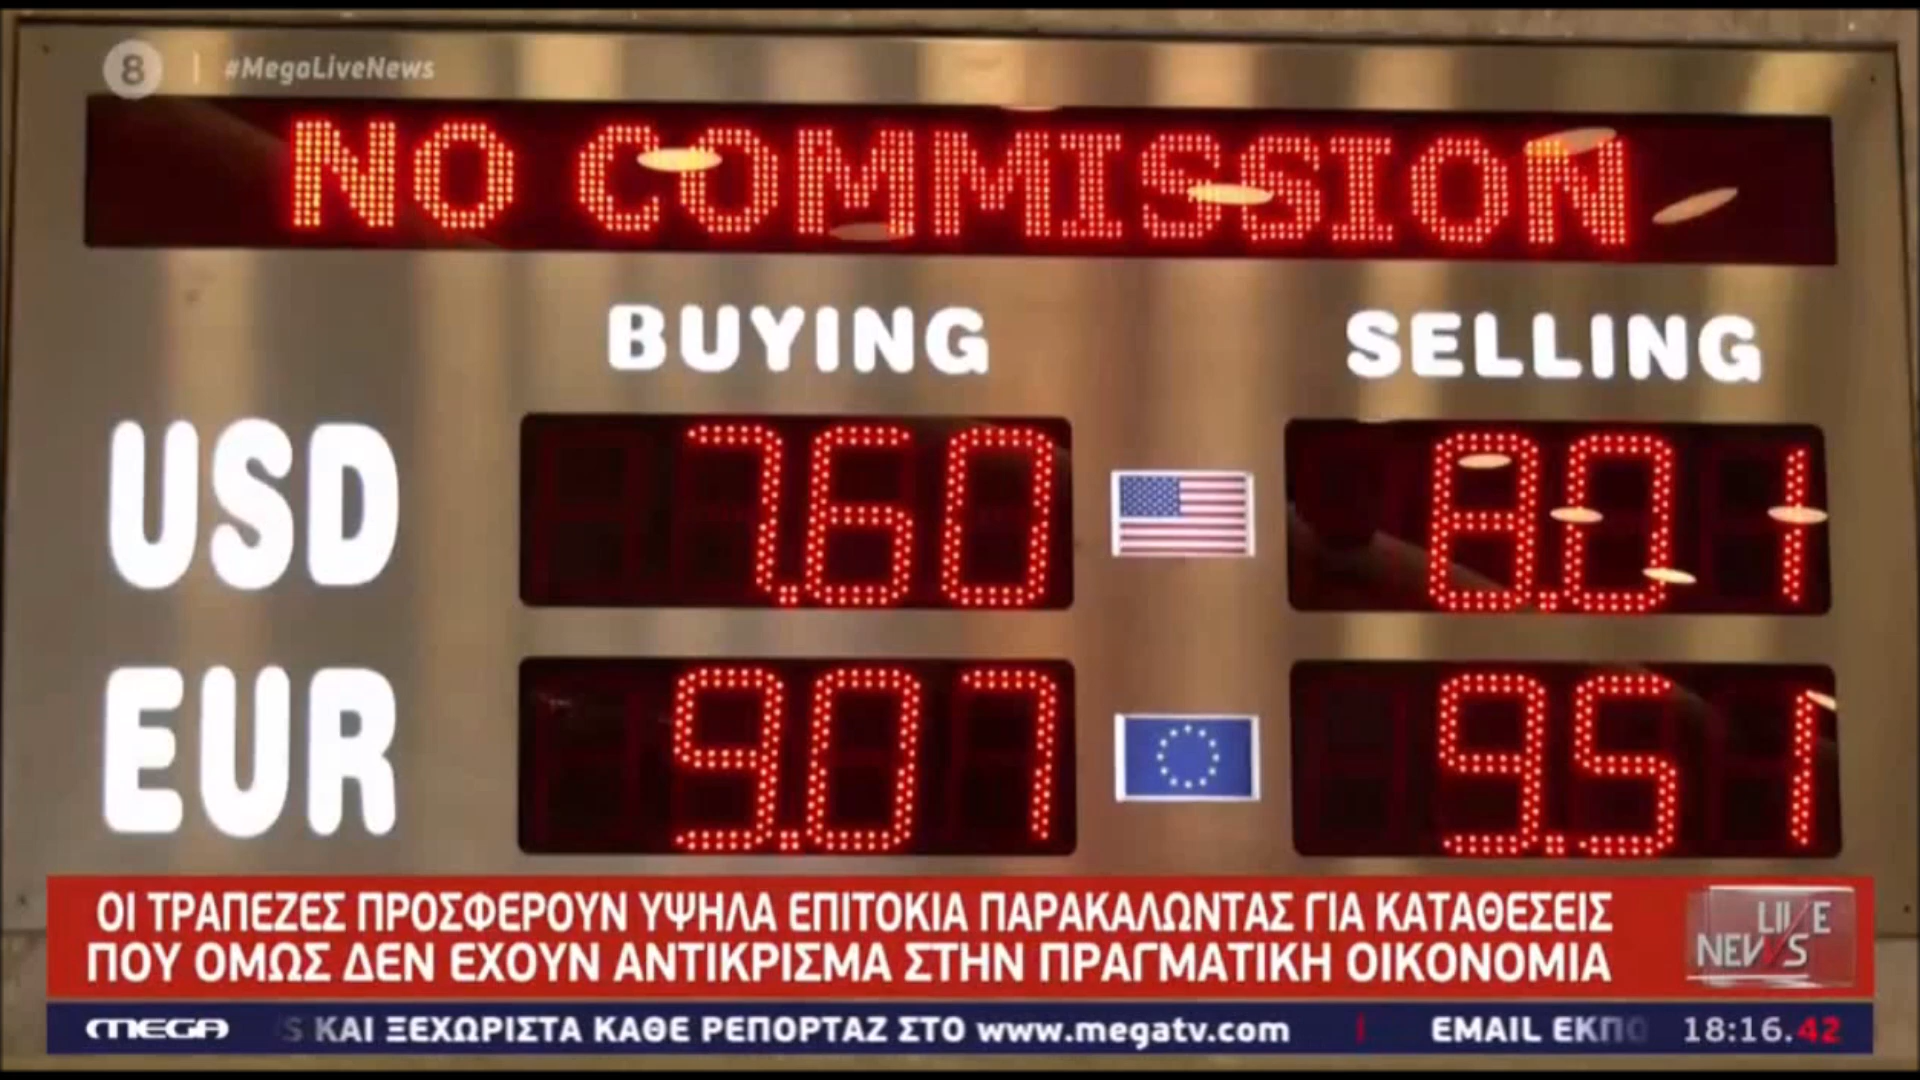 8 | #MegaLiveNews
NO COMMISSION
BUYING SELLING
USD 7.60 8.01
EUR 9.07 9.51
ΟΙ ΤΡΑΠΕΖΕΣ ΠΡΟΣΦΕΡΟΥΝ ΥΨΗΛΑ ΕΠΙΤΟΚΙΑ ΠΑΡΑΚΑΛΩΝΤΑΣ ΓΙΑ ΚΑΤΑΘΕΣΕΙΣ
ΠΟΥ ΟΜΩΣ ΔΕΝ ΕΧΟΥΝ ΑΝΤΙΚΡΙΣΜΑ ΣΤΗΝ ΠΡΑΓΜΑΤΙΚΗ ΟΙΚΟΝΟΜΙΑ
LIVE
NEWS
MEGA ΚΑΙ ΞΕΧΩΡΙΣΤΑ ΚΑΘΕ ΡΕΠΟΡΤΑΖ ΣΤΟ www.megatv.com | EMAIL 18:16.42